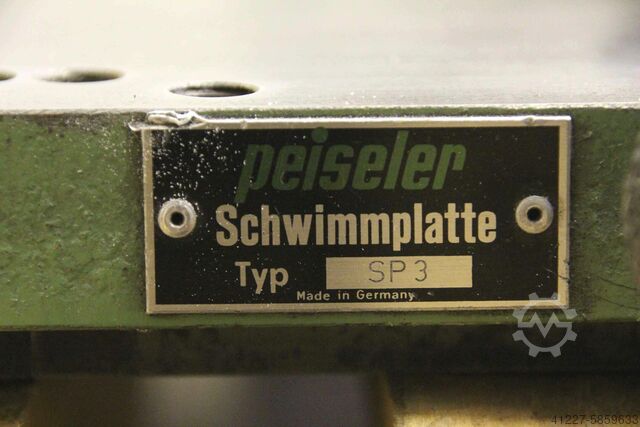 peiseler
Schwimmplatte
Typ SP3
Made in Germany
41227-5859633